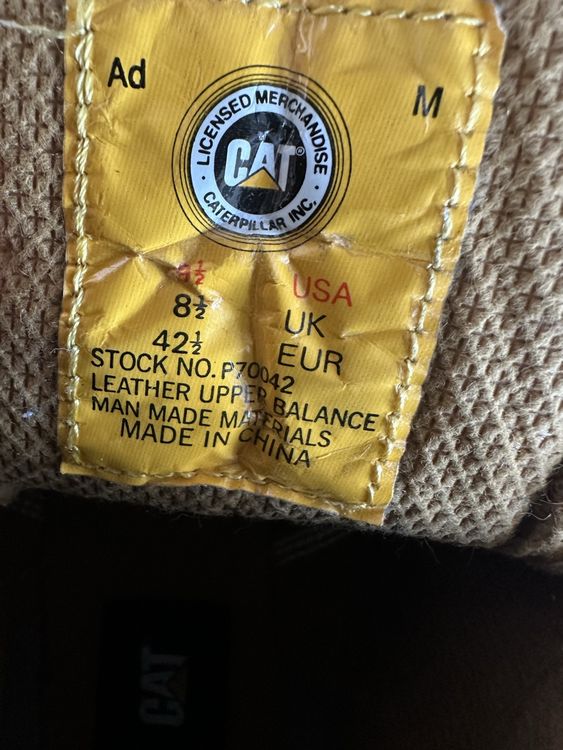 Ad
M
LICENSED MERCHANDISE
CAT®
CATERPILLAR INC.
9½ USA
8½ UK
42½ EUR
STOCK NO. P70042
LEATHER UPPER BALANCE
MAN MADE MATERIALS
MADE IN CHINA
CAT